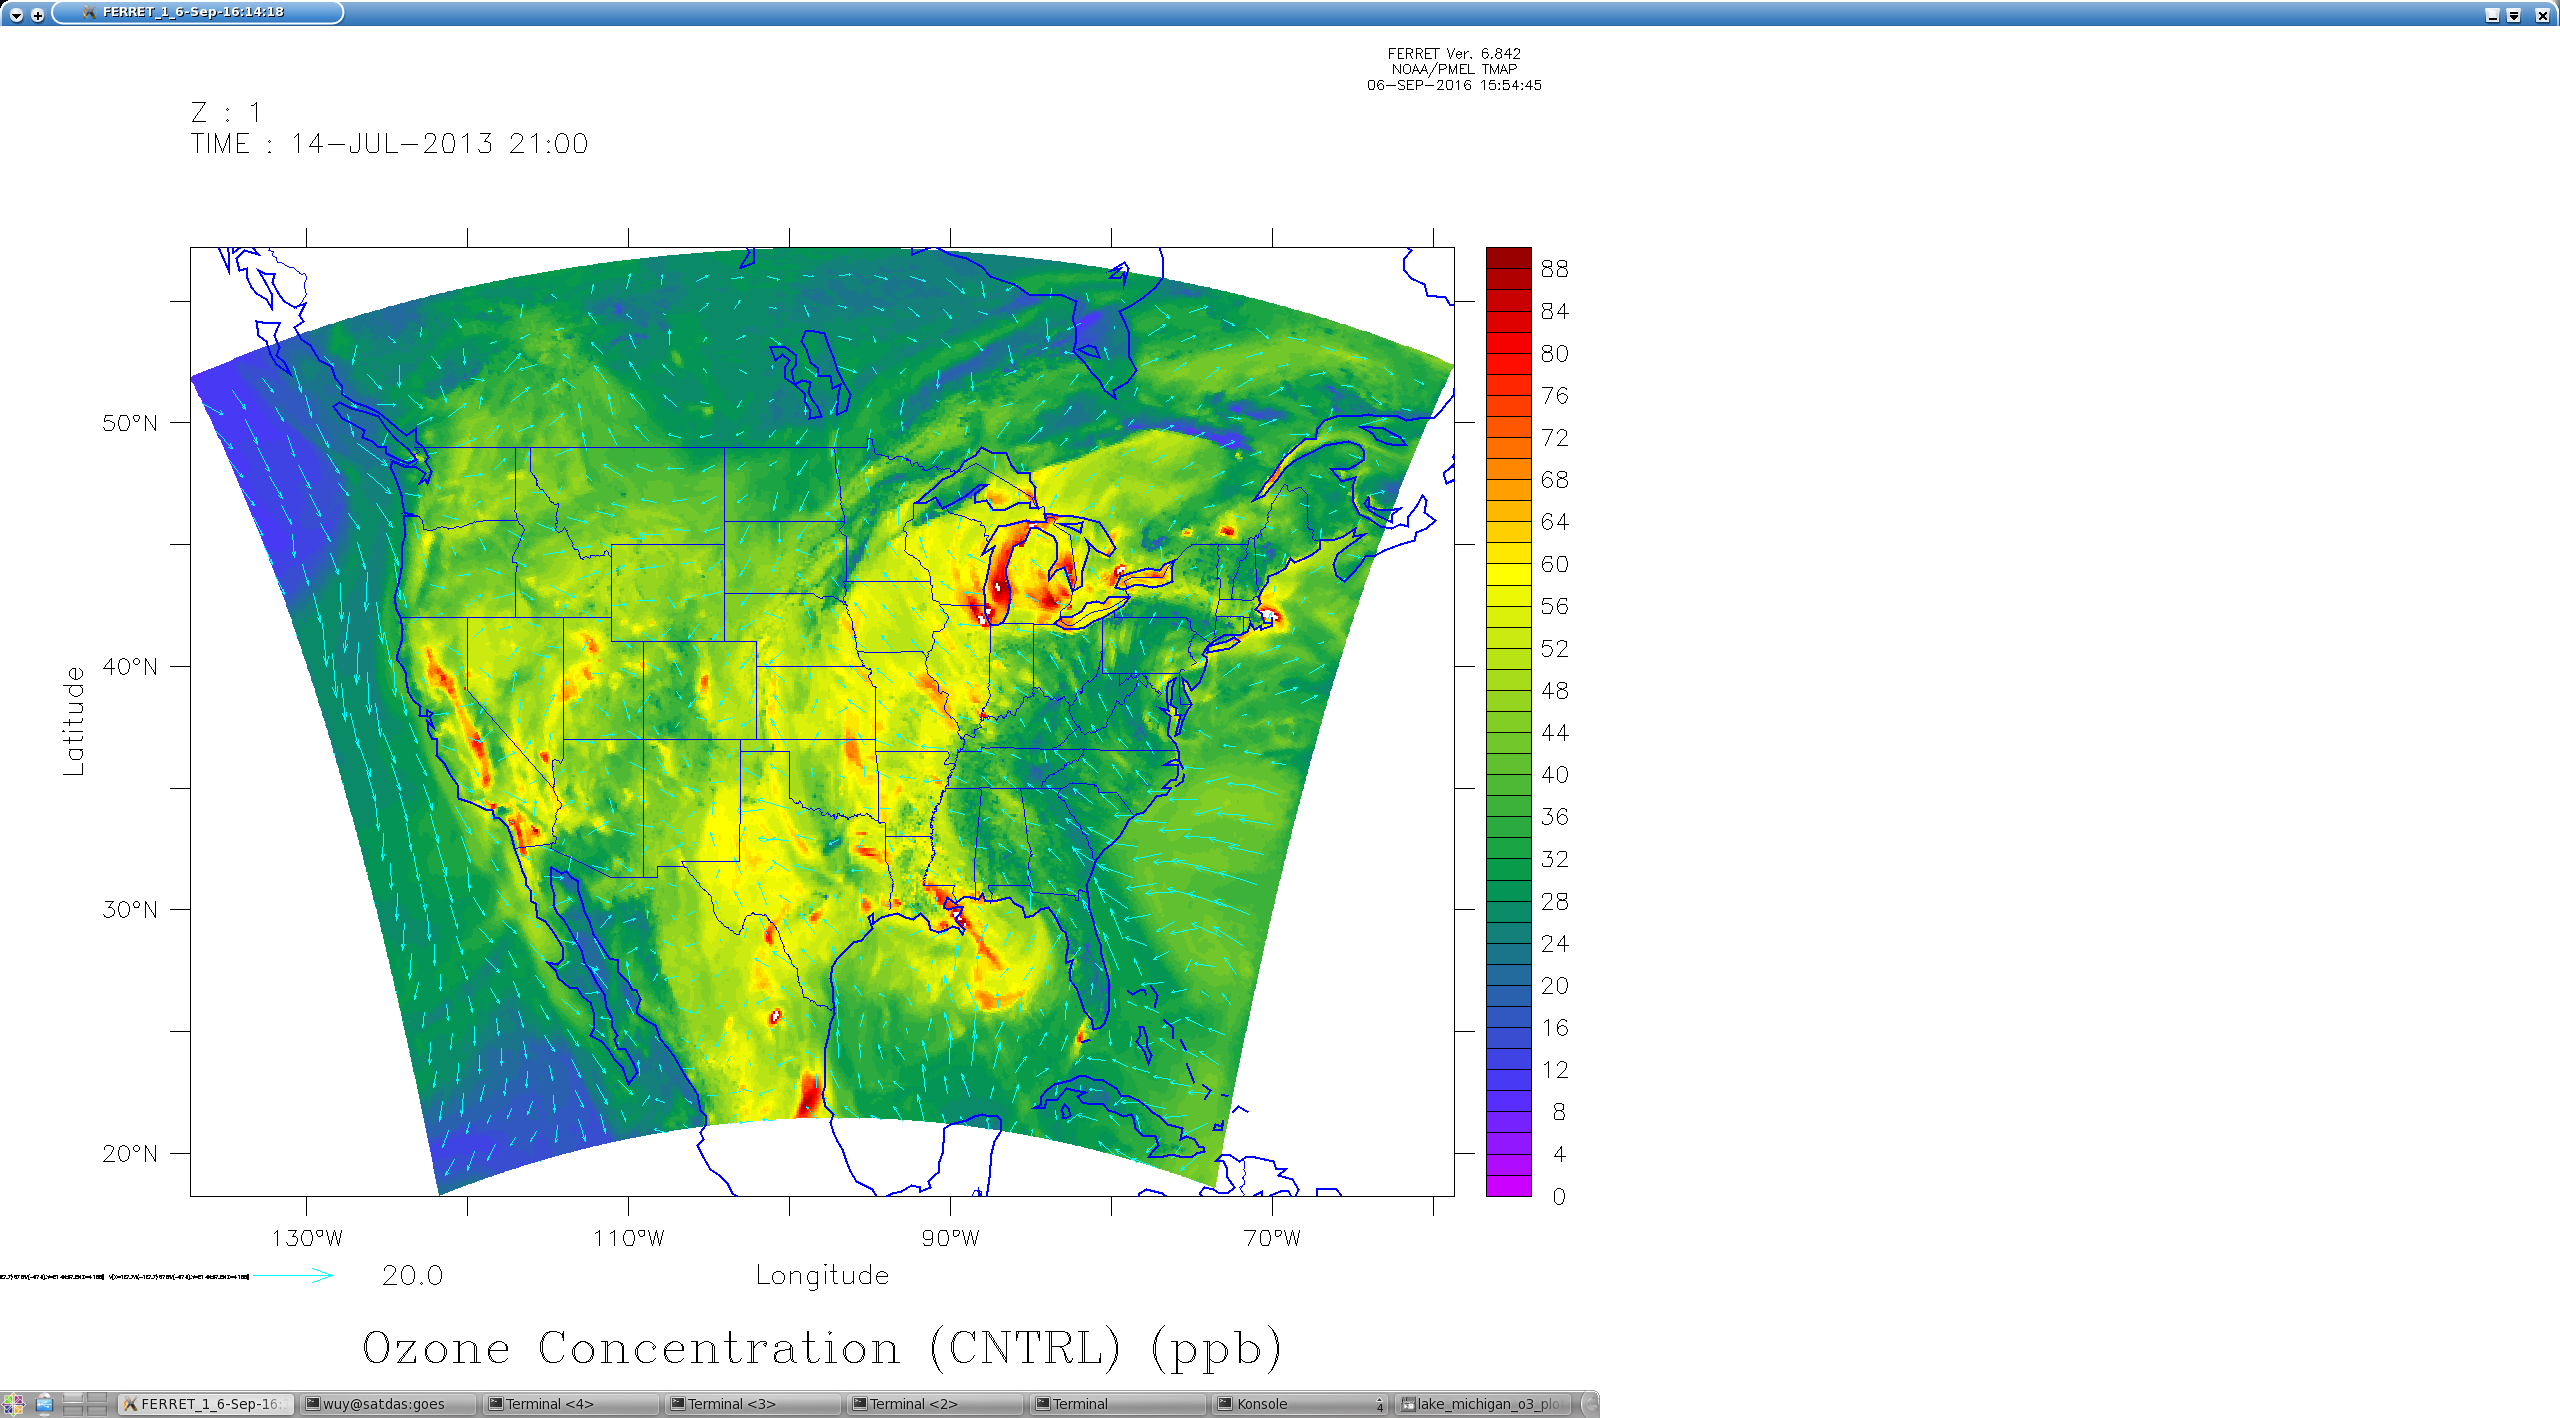 FERRET_1_6-Sep-16:14:18
FERRET Ver. 6.842
NOAA/PMEL TMAP
06-SEP-2016 15:54:45
Z : 1
TIME : 14-JUL-2013 21:00
88
84
80
76
72
68
64
60
56
52
48
44
40
36
32
28
24
20
16
12
8
4
0
50°N
40°N
30°N
20°N
Latitude
130°W 110°W 90°W 70°W
20.0
Longitude
Ozone Concentration (CNTRL) (ppb)
FERRET_1_6-Sep-16: wuy@satdas:goes Terminal <4> Terminal <3> Terminal <2> Terminal Konsole 4 lake_michigan_o3_plo